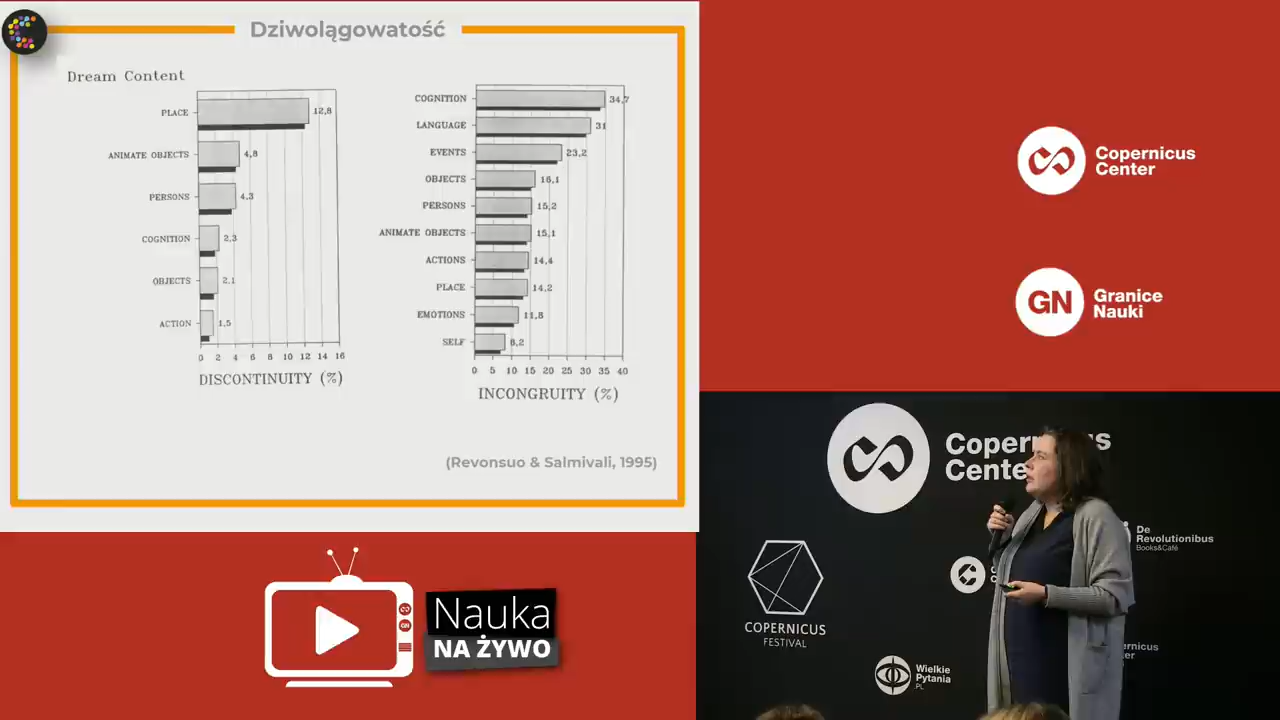 Dziwolągowatość
Dream Content
PLACE 12,8
ANIMATE OBJECTS 4,8
PERSONS 4,3
COGNITION 2,3
OBJECTS 2,1
ACTION 1,5
0 2 4 6 8 10 12 14 16
DISCONTINUITY (%)
COGNITION 34,7
LANGUAGE 31
EVENTS 23,2
OBJECTS 16,1
PERSONS 15,2
ANIMATE OBJECTS 15,1
ACTIONS 14,4
PLACE 14,2
EMOTIONS 11,8
SELF 8,2
0 5 10 15 20 25 30 35 40
INCONGRUITY (%)
(Revonsuo & Salmivali, 1995)
Copernicus
Center
GN
Granice
Nauki
Nauka
NA ŻYWO
GN
Center
De
Revolutionibus
Books&Café
COPERNICUS
FESTIVAL
Wielkie
Pytania
.PL